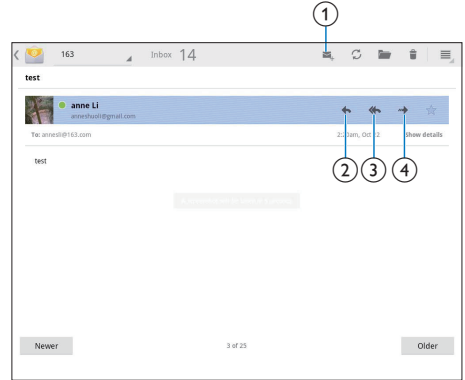 1
163 Inbox 14
test
anne Li
anneshuoli@gmail.com
To: annesli@163.com Show details
2 3 4
test
Newer 3 of 25 Older